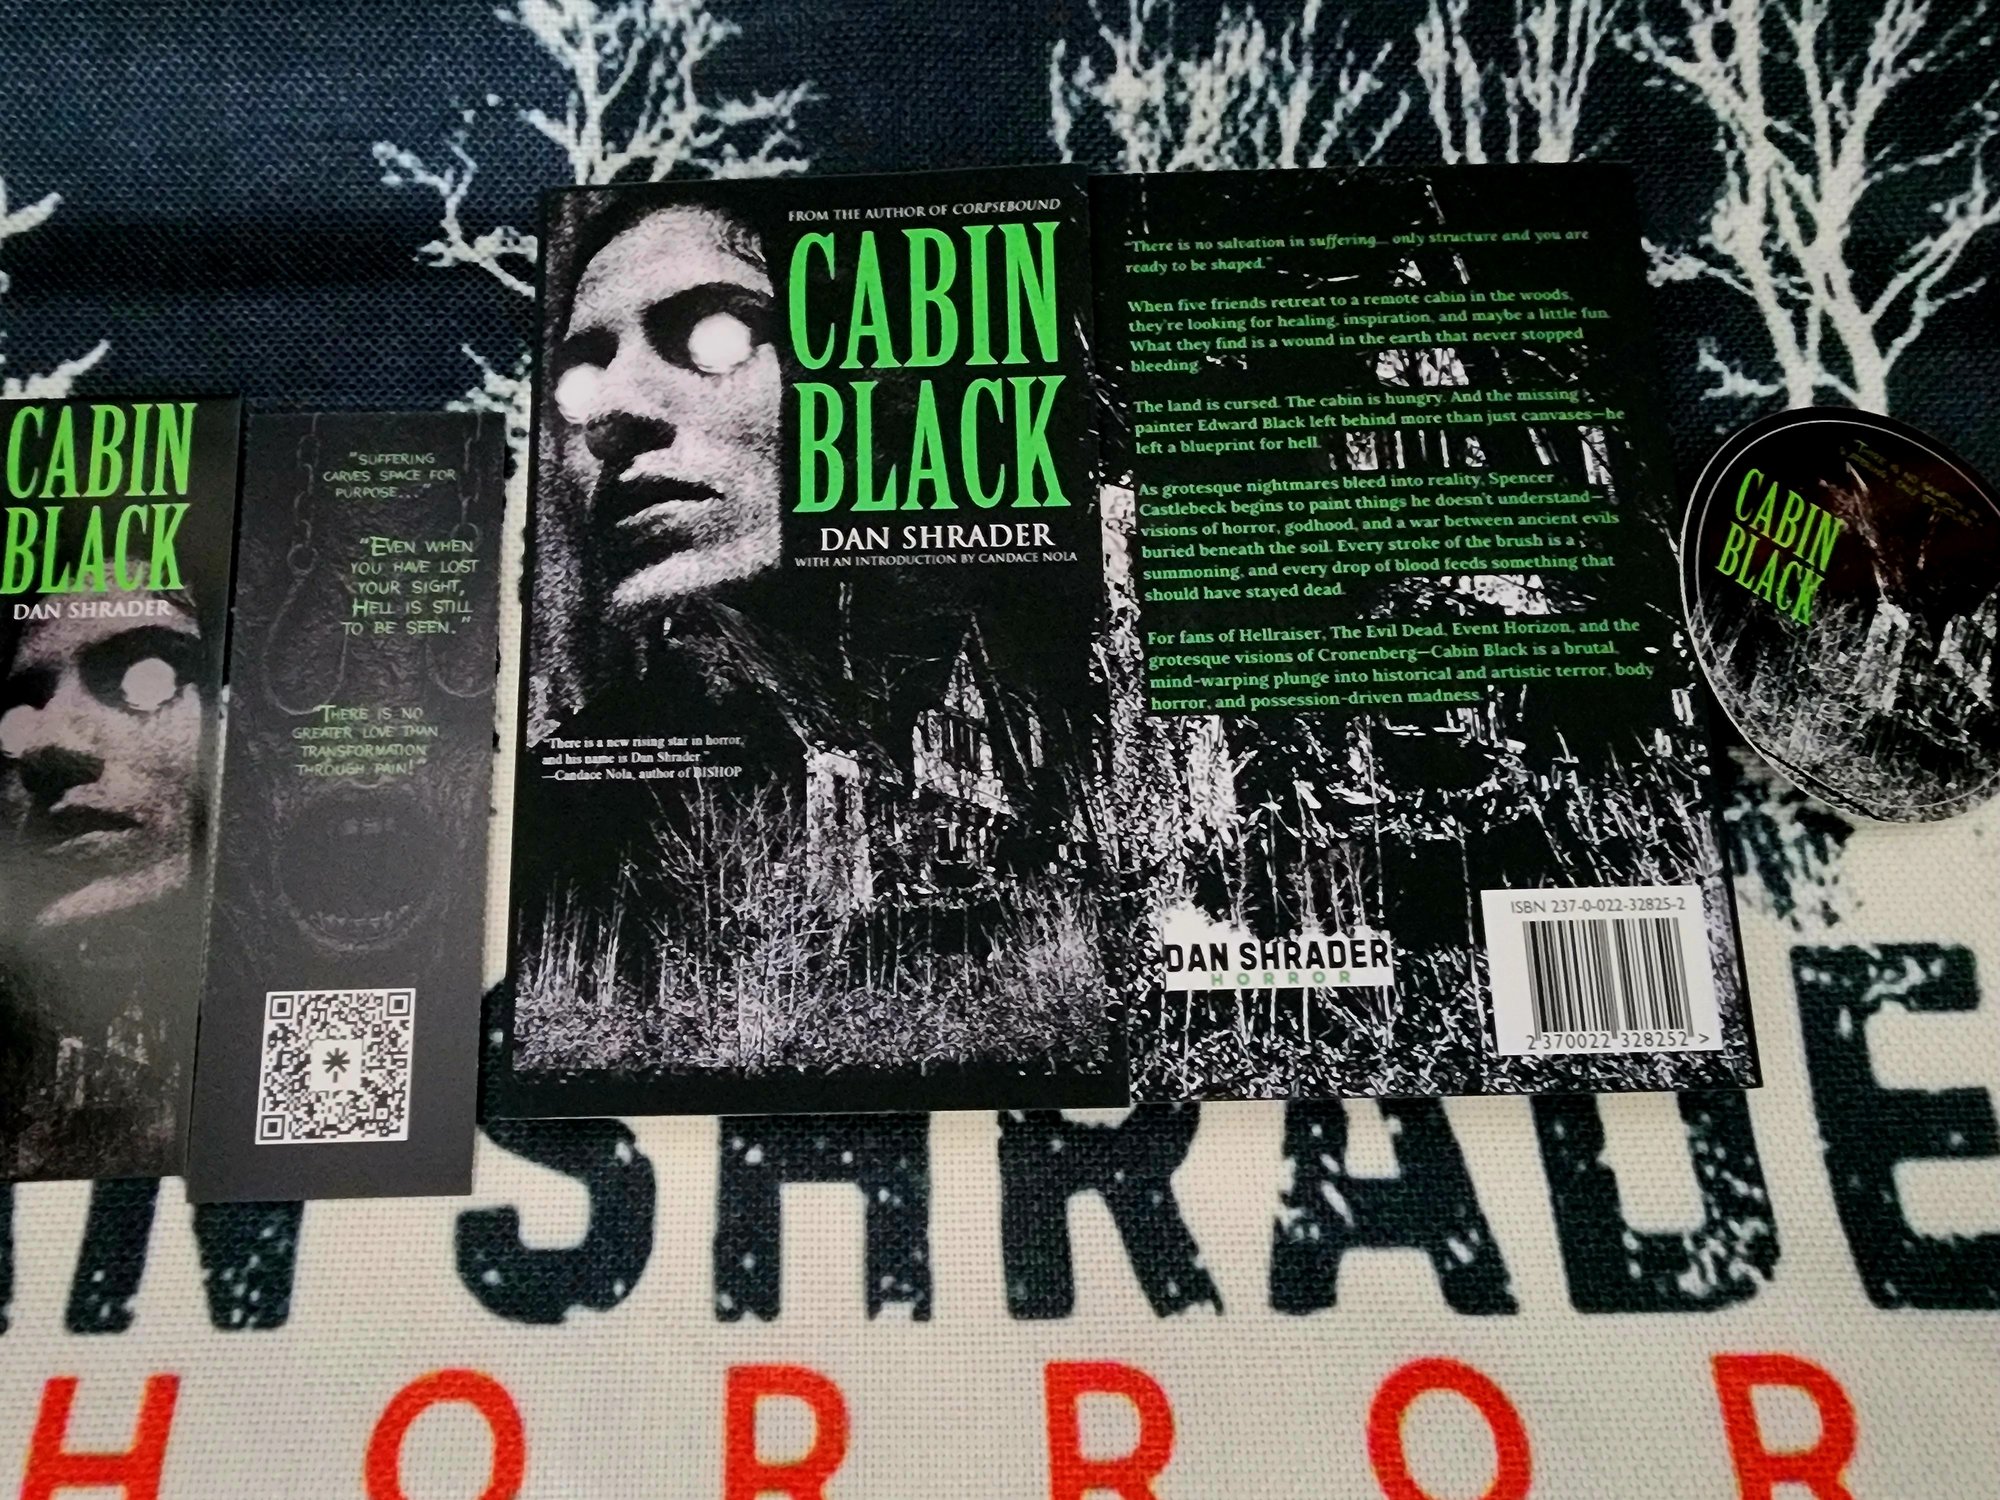 CABIN
BLACK
DAN SHRADER
"SUFFERING
CARVES SPACE FOR
PURPOSE..."
"EVEN WHEN
YOU HAVE LOST
YOUR SIGHT,
HELL IS STILL
TO BE SEEN."
"THERE IS NO
GREATER LOVE THAN
TRANSFORMATION
THROUGH PAIN!"
FROM THE AUTHOR OF CORPSEBOUND
CABIN
BLACK
DAN SHRADER
WITH AN INTRODUCTION BY CANDACE NOLA
"There is a new rising star in horror,
and his name is Dan Shrader."
—Candace Nola, author of BISHOP
"There is no salvation in suffering— only structure and you are
ready to be shaped."
When five friends retreat to a remote cabin in the woods,
they're looking for healing, inspiration, and maybe a little fun.
What they find is a wound in the earth that never stopped
bleeding.
The land is cursed. The cabin is hungry. And the missing
painter Edward Black left behind more than just canvases—he
left a blueprint for hell.
As grotesque nightmares bleed into reality, Spencer
Castlebeck begins to paint things he doesn't understand—
visions of horror, godhood, and a war between ancient evils
buried beneath the soil. Every stroke of the brush is a
summoning, and every drop of blood feeds something that
should have stayed dead.
For fans of Hellraiser, The Evil Dead, Event Horizon, and the
grotesque visions of Cronenberg—Cabin Black is a brutal,
mind-warping plunge into historical and artistic terror, body
horror, and possession-driven madness.
DAN SHRADER
HORROR
ISBN 237-0-022-32825-2
2 370022 328252 >
THERE IS NO
CABIN
BLACK
N SHRADE
HORROR